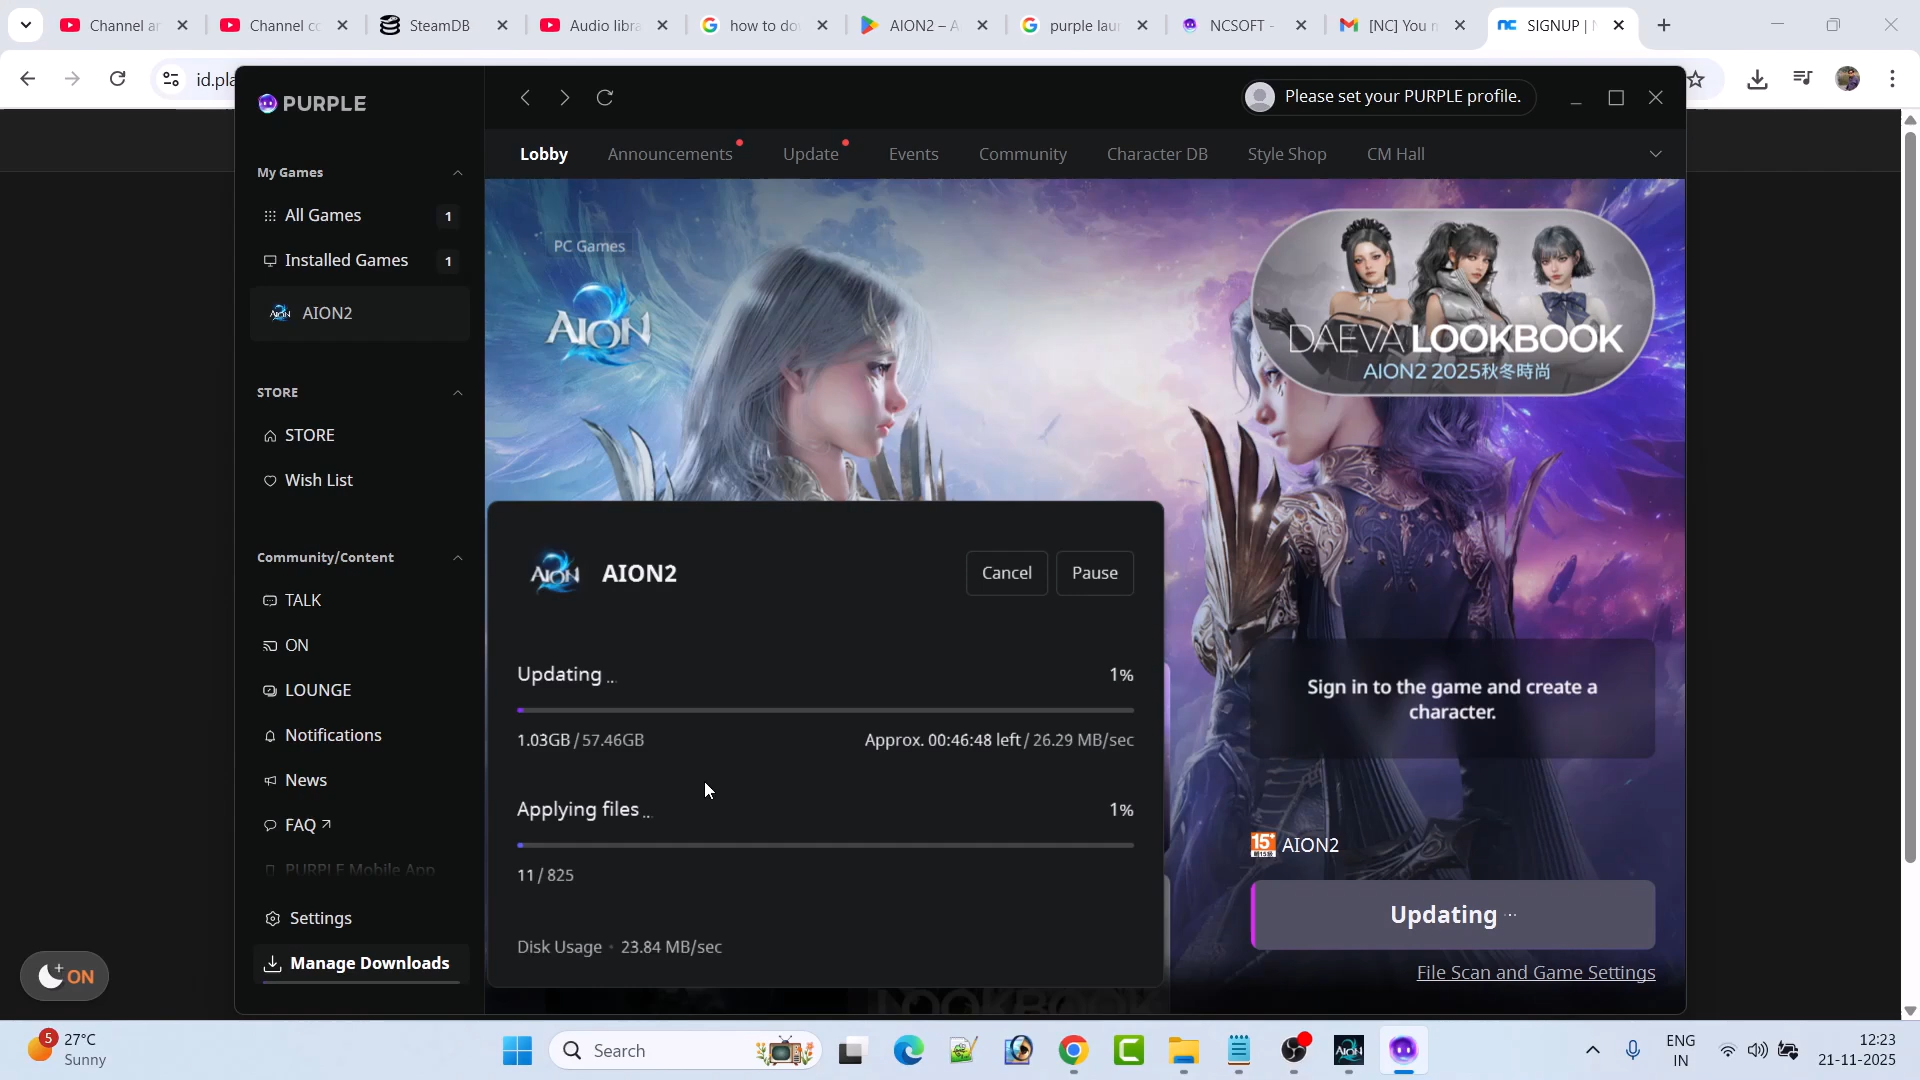 Channel an
Channel co
SteamDB
Audio libra
how to do
AION2 – A
purple lau
NCSOFT -
[NC] You m
SIGNUP | N
id.pla
PURPLE
Please set your PURPLE profile.
Lobby
Announcements
Update
Events
Community
Character DB
Style Shop
CM Hall
My Games
All Games
1
Installed Games
1
AION2
STORE
STORE
Wish List
Community/Content
TALK
ON
LOUNGE
Notifications
News
FAQ
PURPLE Mobile App
Settings
Manage Downloads
PC Games
AION
DAEVA LOOKBOOK
AION2 2025秋冬時尚
AION
AION2
Cancel
Pause
Updating ..
1%
1.03GB / 57.46GB
Approx. 00:46:48 left / 26.29 MB/sec
Applying files ..
1%
11 / 825
Disk Usage • 23.84 MB/sec
Sign in to the game and create a
character.
15+
AION2
Updating ...
File Scan and Game Settings
LOOKBOOK
ON
5
27°C
Sunny
Search
ENG
IN
12:23
21-11-2025